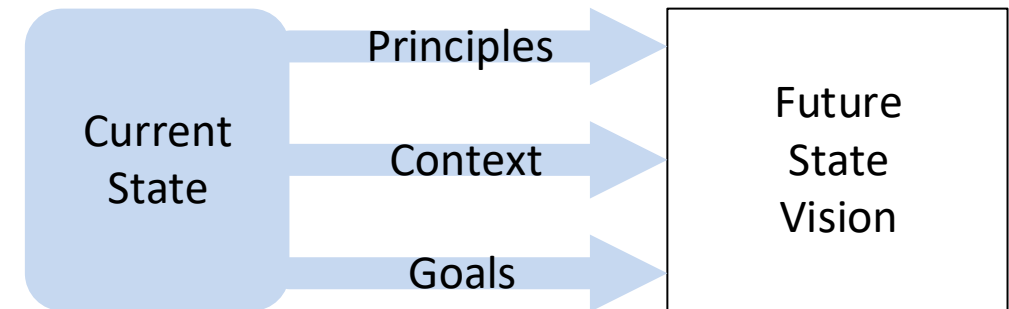 Current
State
Principles
Context
Goals
Future
State
Vision